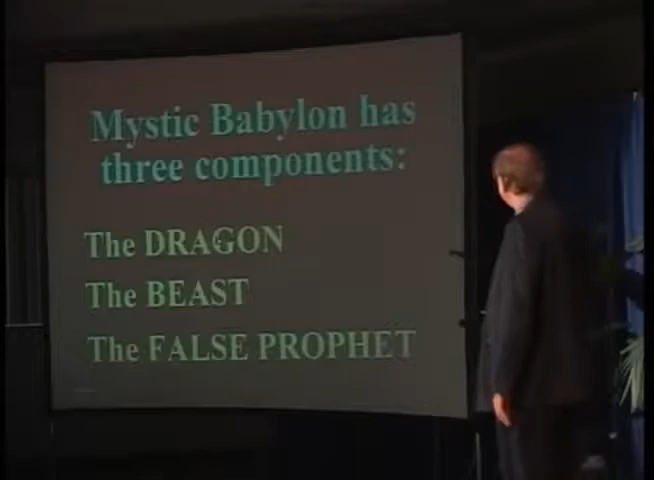 Mystic Babylon has
three components:
The DRAGON
The BEAST
The FALSE PROPHET